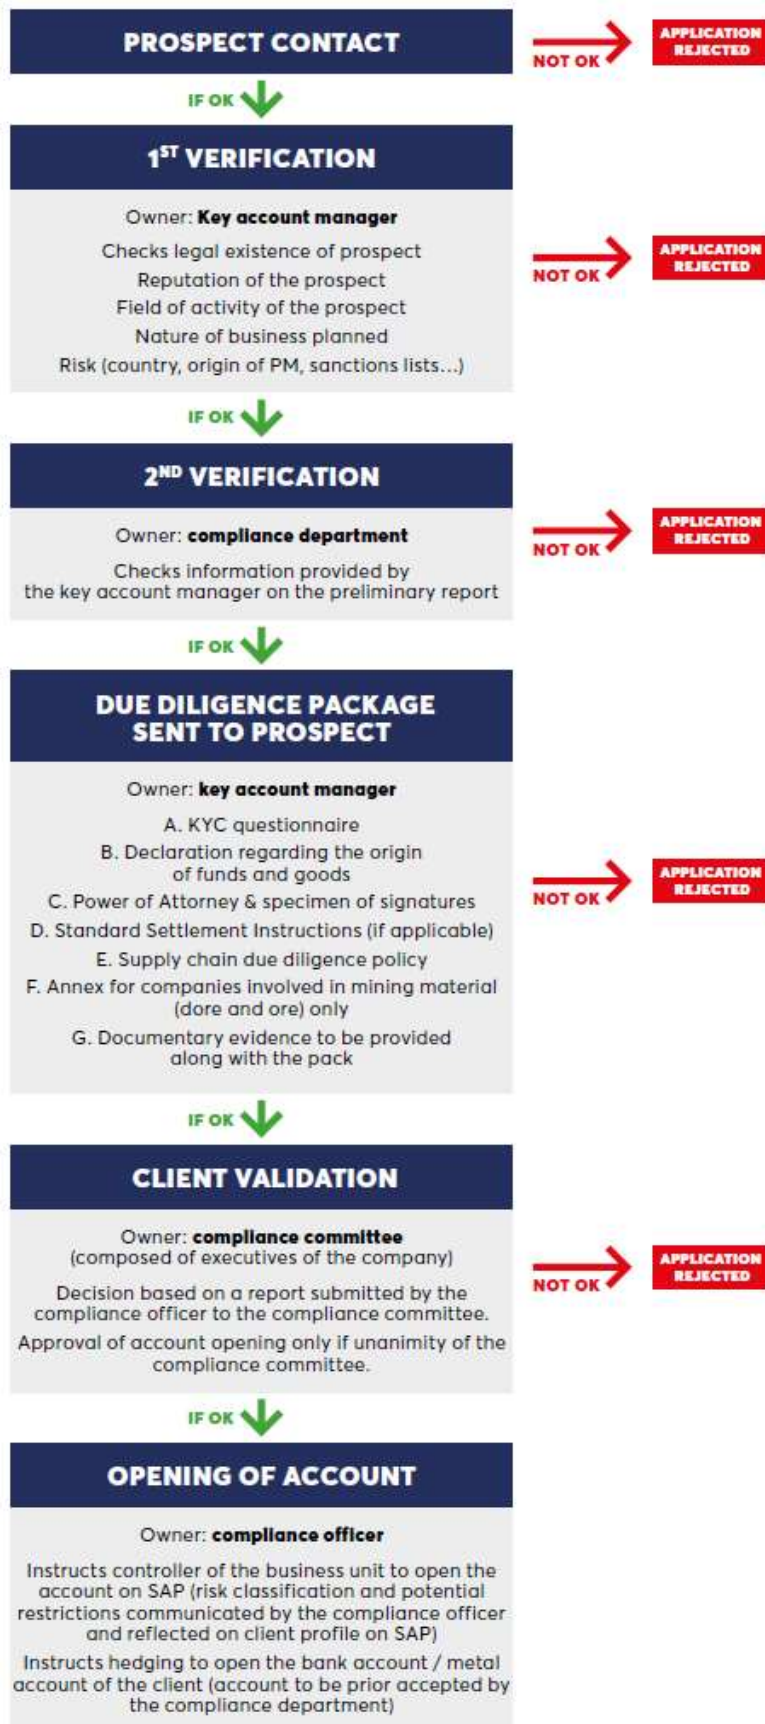 PROSPECT CONTACT
NOT OK
APPLICATION
REJECTED
IF OK
1ST VERIFICATION
Owner: Key account manager
Checks legal existence of prospect
Reputation of the prospect
Field of activity of the prospect
Nature of business planned
Risk (country, origin of PM, sanctions lists...)
NOT OK
APPLICATION
REJECTED
IF OK
2ND VERIFICATION
Owner: compliance department
Checks information provided by
the key account manager on the preliminary report
NOT OK
APPLICATION
REJECTED
IF OK
DUE DILIGENCE PACKAGE
SENT TO PROSPECT
Owner: key account manager
A. KYC questionnaire
B. Declaration regarding the origin
of funds and goods
C. Power of Attorney & specimen of signatures
D. Standard Settlement Instructions (if applicable)
E. Supply chain due diligence policy
F. Annex for companies involved in mining material
(dore and ore) only
G. Documentary evidence to be provided
along with the pack
NOT OK
APPLICATION
REJECTED
IF OK
CLIENT VALIDATION
Owner: compliance committee
(composed of executives of the company)
Decision based on a report submitted by the
compliance officer to the compliance committee.
Approval of account opening only if unanimity of the
compliance committee.
NOT OK
APPLICATION
REJECTED
IF OK
OPENING OF ACCOUNT
Owner: compliance officer
Instructs controller of the business unit to open the
account on SAP (risk classification and potential
restrictions communicated by the compliance officer
and reflected on client profile on SAP)
Instructs hedging to open the bank account / metal
account of the client (account to be prior accepted by
the compliance department)